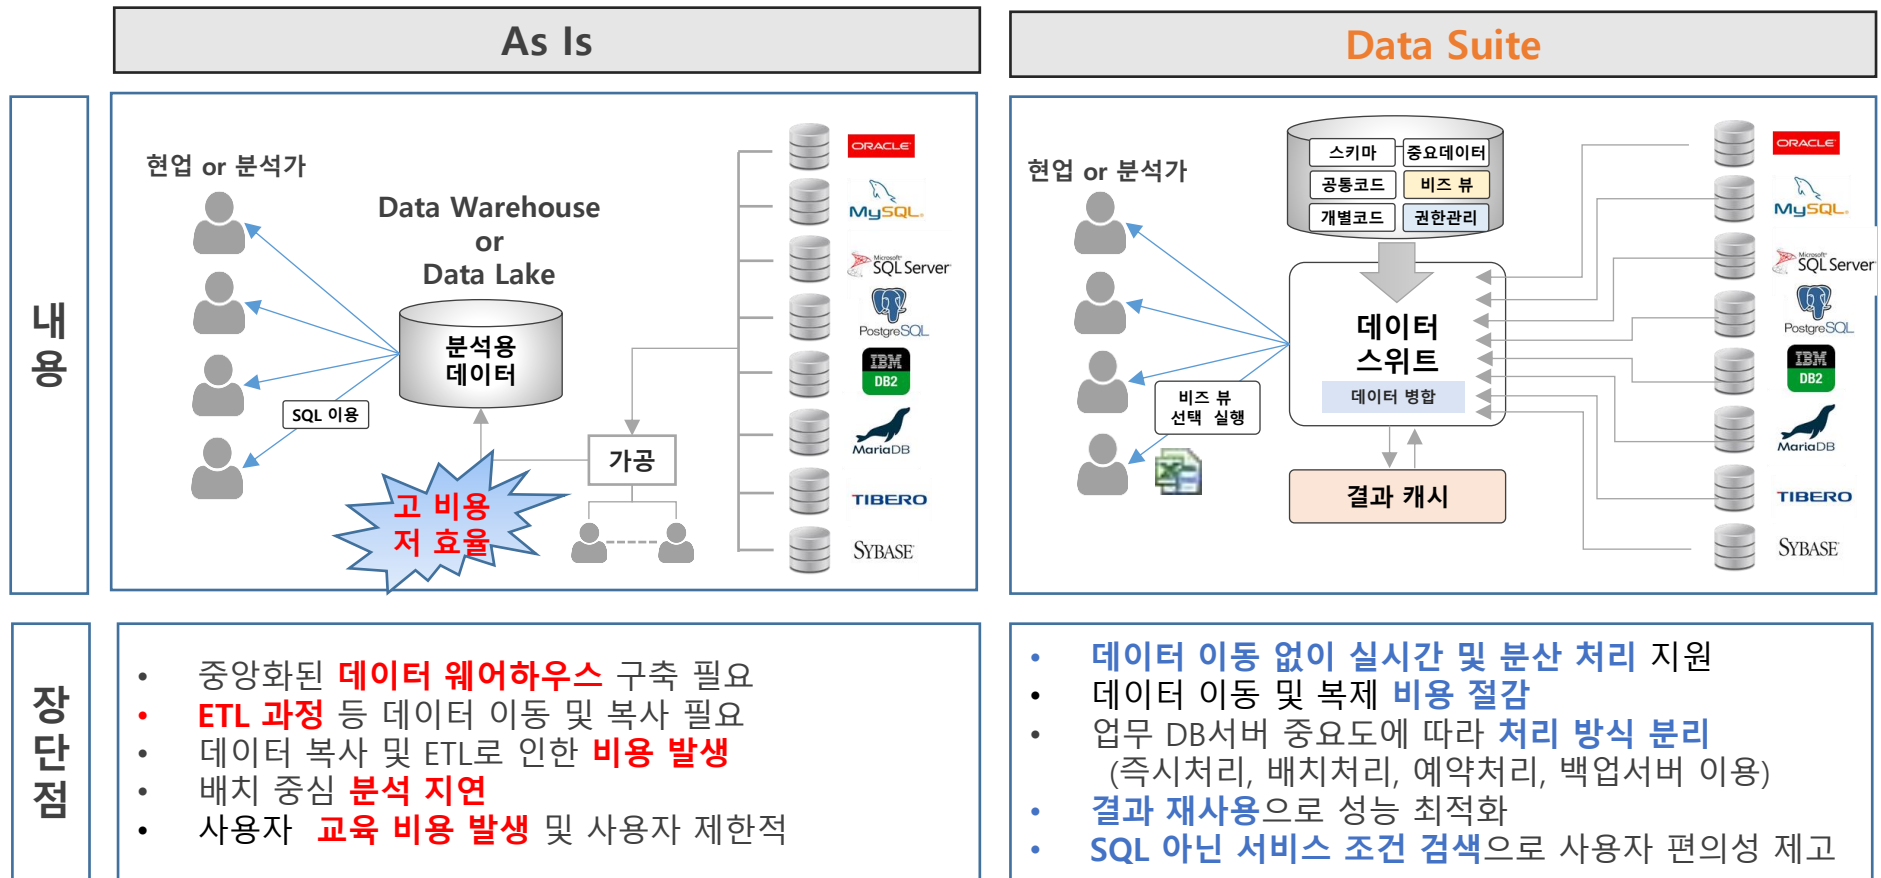 As Is
Data Suite
내
용
현업 or 분석가
Data Warehouse
or
Data Lake
분석용
데이터
SQL 이용
가공
고 비용
저 효율
ORACLE
MySQL
Microsoft
SQL Server
PostgreSQL
IBM
DB2
MariaDB
TIBERO
SYBASE
현업 or 분석가
스키마
중요데이터
공통코드
비즈 뷰
개별코드
권한관리
데이터
스위트
데이터 병합
비즈 뷰
선택 실행
결과 캐시
ORACLE
MySQL
Microsoft
SQL Server
PostgreSQL
IBM
DB2
MariaDB
TIBERO
SYBASE
장
단
점
• 중앙화된 데이터 웨어하우스 구축 필요
• ETL 과정 등 데이터 이동 및 복사 필요
• 데이터 복사 및 ETL로 인한 비용 발생
• 배치 중심 분석 지연
• 사용자 교육 비용 발생 및 사용자 제한적
• 데이터 이동 없이 실시간 및 분산 처리 지원
• 데이터 이동 및 복제 비용 절감
• 업무 DB서버 중요도에 따라 처리 방식 분리
(즉시처리, 배치처리, 예약처리, 백업서버 이용)
• 결과 재사용으로 성능 최적화
• SQL 아닌 서비스 조건 검색으로 사용자 편의성 제고